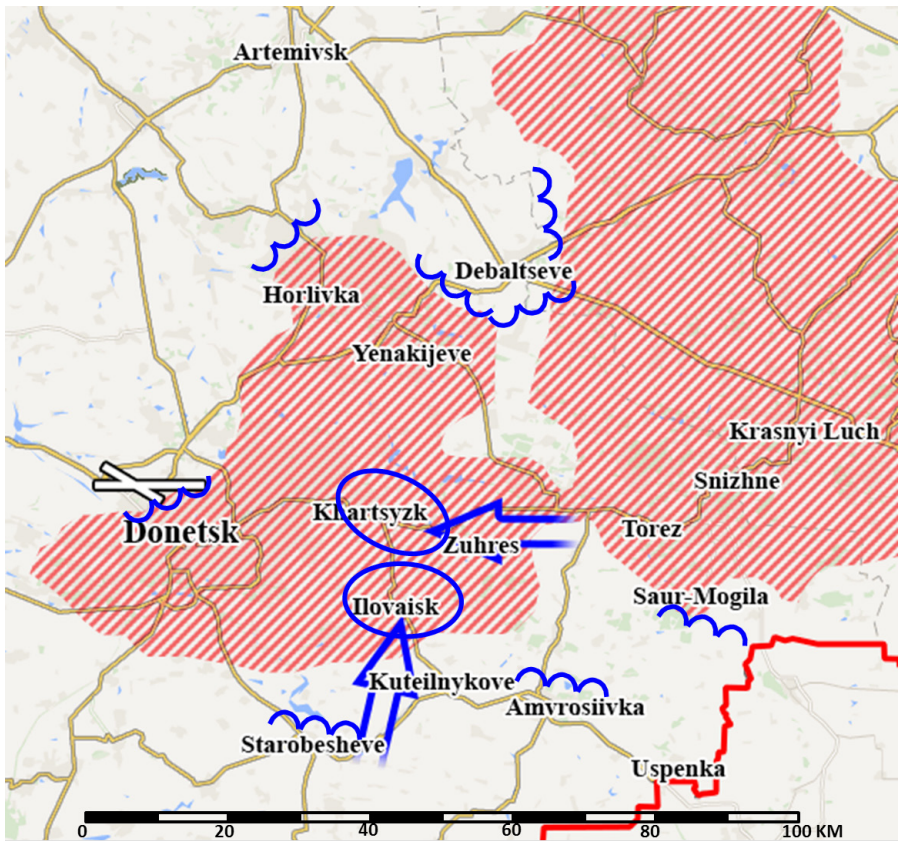 Artemivsk
Debaltseve
Horlivka
Yenakijeve
Krasnyi Luch
Snizhne
Khartsyzk
Torez
Donetsk
Zuhres
Saur-Mogila
Ilovaisk
Kuteilnykove
Amvrosiivka
Starobesheve
Uspenka
0 20 40 60 80 100 KM